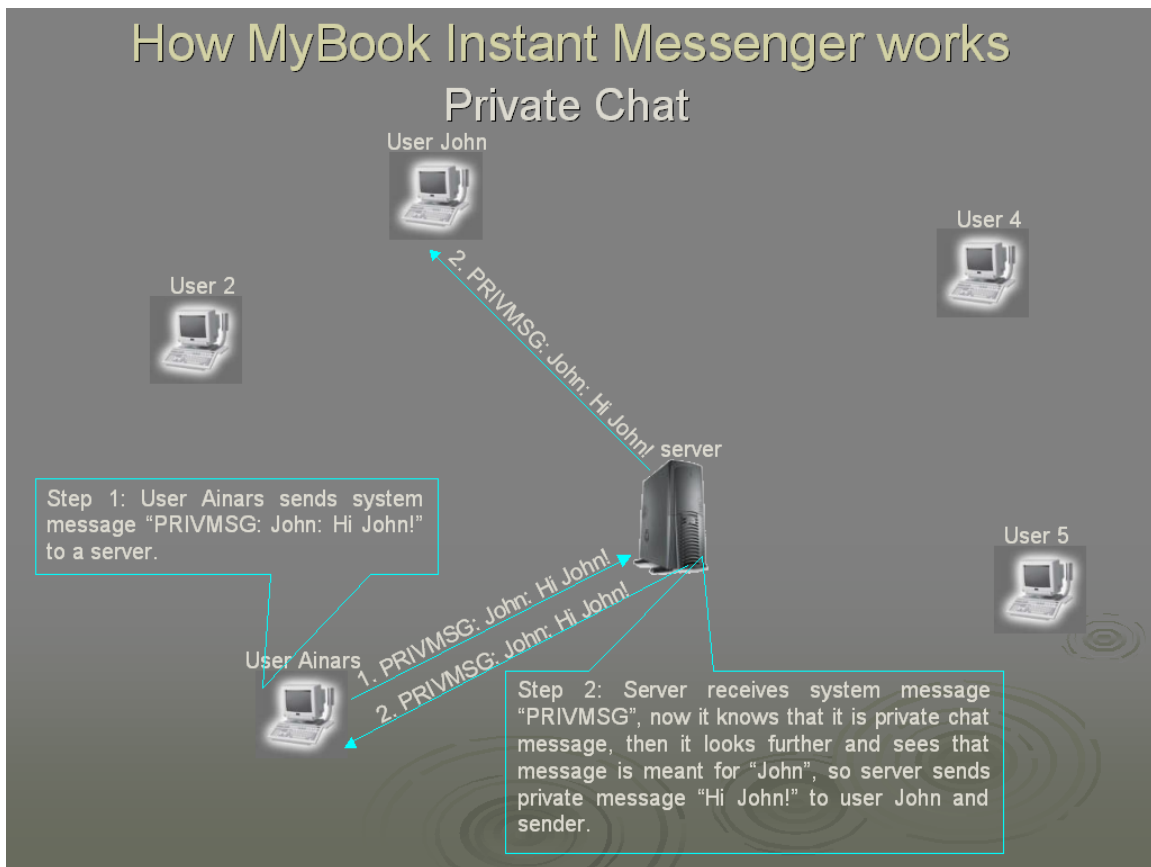 How MyBook Instant Messenger works
Private Chat
User John
User 4
User 2
2. PRIVMSG: John: Hi John!
server
Step 1: User Ainars sends system
message “PRIVMSG: John: Hi John!”
to a server.
User 5
1. PRIVMSG: John: Hi John!
2. PRIVMSG: John: Hi John!
User Ainars
Step 2: Server receives system message
“PRIVMSG”, now it knows that it is private chat
message, then it looks further and sees that
message is meant for “John”, so server sends
private message “Hi John!” to user John and
sender.